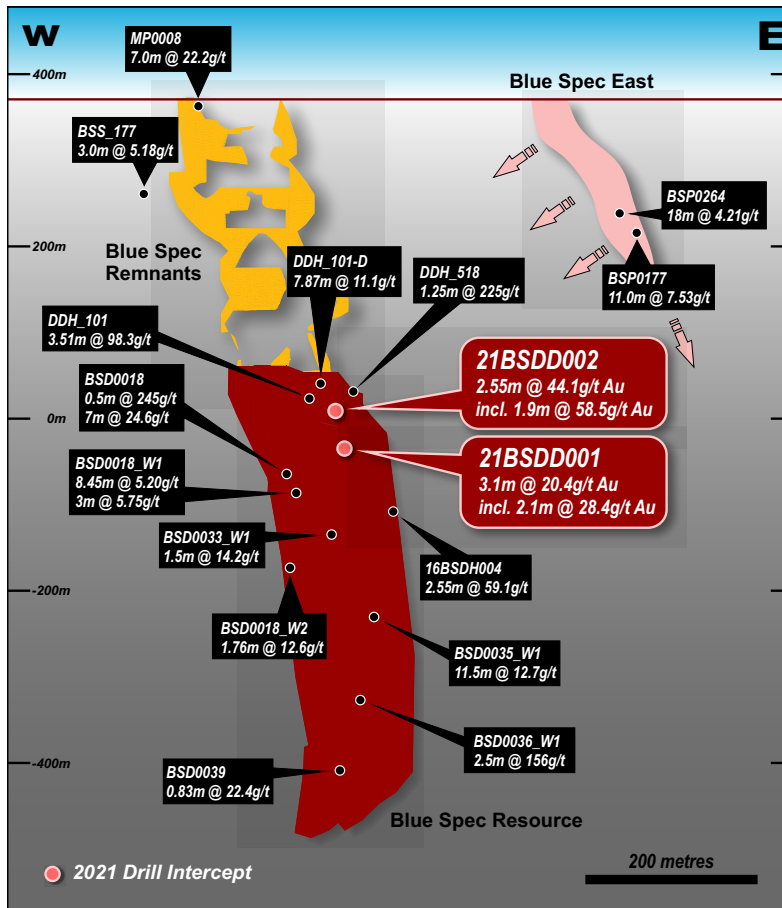 W
E
MP0008
7.0m @ 22.2g/t
400m
Blue Spec East
BSS_177
3.0m @ 5.18g/t
BSP0264
18m @ 4.21g/t
200m
Blue Spec
Remnants
DDH_101-D
7.87m @ 11.1g/t
DDH_518
1.25m @ 225g/t
BSP0177
11.0m @ 7.53g/t
DDH_101
3.51m @ 98.3g/t
21BSDD002
2.55m @ 44.1g/t Au
incl. 1.9m @ 58.5g/t Au
BSD0018
0.5m @ 245g/t
7m @ 24.6g/t
0m
21BSDD001
3.1m @ 20.4g/t Au
incl. 2.1m @ 28.4g/t Au
BSD0018_W1
8.45m @ 5.20g/t
3m @ 5.75g/t
BSD0033_W1
1.5m @ 14.2g/t
16BSDH004
2.55m @ 59.1g/t
-200m
BSD0018_W2
1.76m @ 12.6g/t
BSD0035_W1
11.5m @ 12.7g/t
BSD0036_W1
2.5m @ 156g/t
-400m
BSD0039
0.83m @ 22.4g/t
Blue Spec Resource
2021 Drill Intercept
200 metres